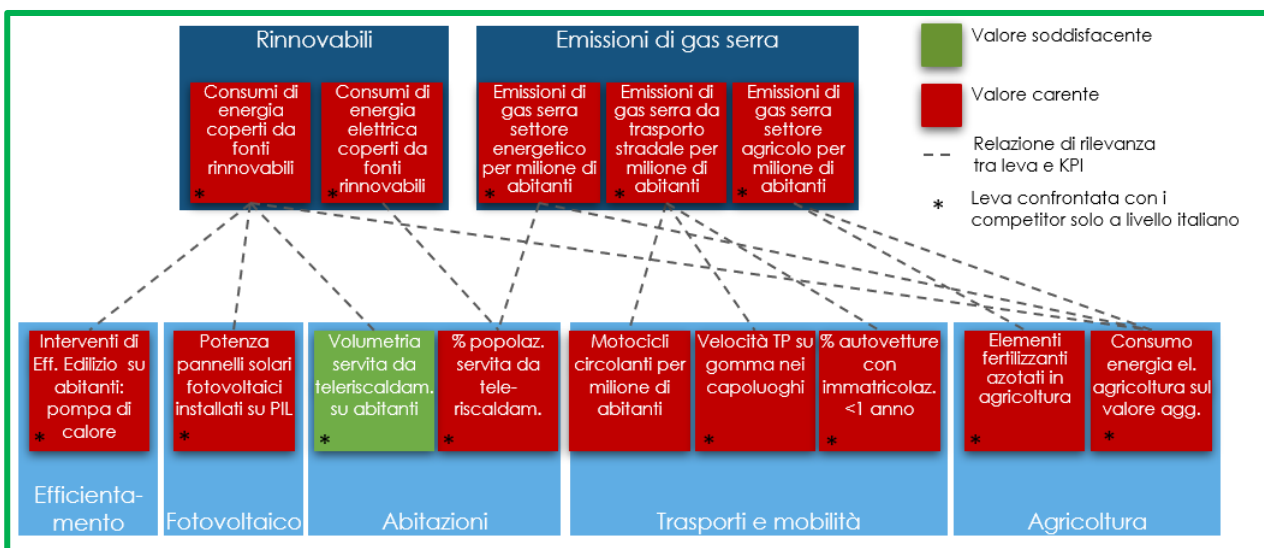 Rinnovabili
Emissioni di gas serra
Valore soddisfacente
Valore carente
Relazione di rilevanza
tra leva e KPI
* Leva confrontata con i
competitor solo a livello italiano
Consumi di
energia
coperti da
fonti
rinnovabili
*
Consumi di
energia
elettrica
coperti da
fonti
rinnovabili
*
Emissioni di
gas serra
settore
energetico
per milione di
abitanti
*
Emissioni di
gas serra da
trasporto
stradale per
milione di
abitanti
*
Emissioni di
gas serra
settore
agricolo per
milione di
abitanti
*
Interventi di
Eff. Edilizio su
abitanti:
pompa di
calore
*
Potenza
pannelli solari
fotovoltaici
installati su PIL
*
Volumetria
servita da
teleriscaldam.
su abitanti
*
% popolaz.
servita da
tele-
riscaldam.
*
Motocicli
circolanti per
milione di
abitanti
Velocità TP su
gomma nei
capoluoghi
*
% autovetture
con
immatricolaz.
<1 anno
*
Elementi
fertilizzanti
azotati in
agricoltura
*
Consumo
energia el.
agricoltura sul
valore agg.
*
Efficienta-
mento
Fotovoltaico
Abitazioni
Trasporti e mobilità
Agricoltura